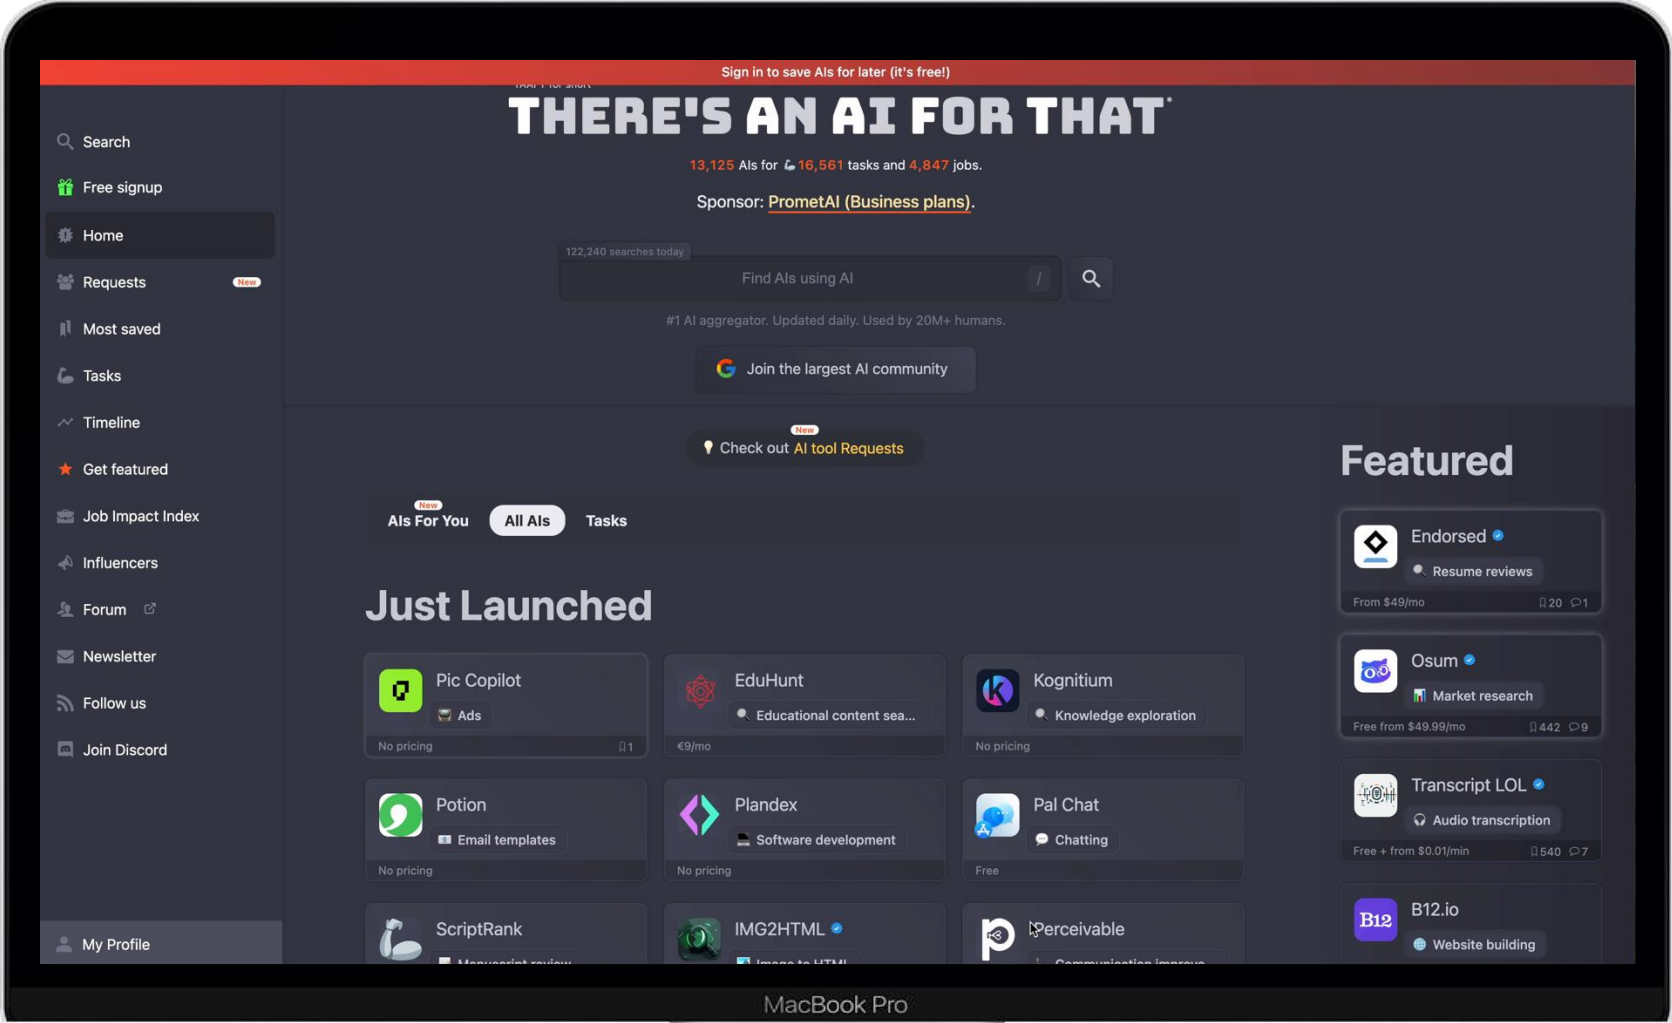 Sign in to save AIs for later (it's free!)
THERE'S AN AI FOR THAT*
13,125 AIs for 16,561 tasks and 4,847 jobs.
Sponsor: PrometAI (Business plans).
122,240 searches today
Find AIs using AI /
#1 AI aggregator. Updated daily. Used by 20M+ humans.
Join the largest AI community
Search
Free signup
Home
Requests New
Most saved
Tasks
Timeline
Get featured
Job Impact Index
Influencers
Forum
Newsletter
Follow us
Join Discord
My Profile
New
Check out AI tool Requests
New
AIs For You All AIs Tasks
Just Launched
Pic Copilot
Ads
No pricing 1
EduHunt
Educational content sea...
€9/mo
Kognitium
Knowledge exploration
No pricing
Potion
Email templates
No pricing
Plandex
Software development
No pricing
Pal Chat
Chatting
Free
ScriptRank
Manuscript review
IMG2HTML
Image to HTML
Perceivable
Communication improve...
Featured
Endorsed
Resume reviews
From $49/mo 20 1
Osum
Market research
Free from $49.99/mo 442 9
Transcript LOL
Audio transcription
Free + from $0.01/min 540 7
B12
B12.io
Website building
MacBook Pro